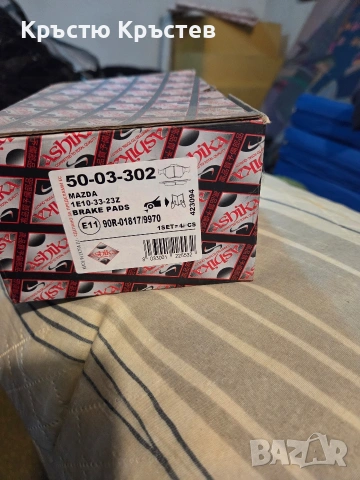 Кръстю Кръстев
50-03-302
MAZDA
1E10-33-23Z
BRAKE PADS
423094
E11 90R-01817/9970
1SET=4PCS
ashika
BAZAR